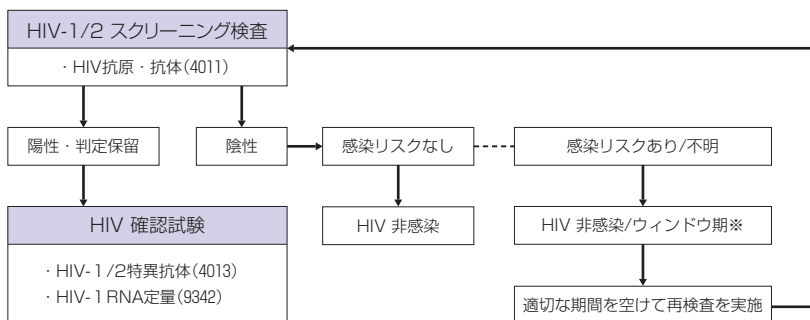 HIV-1/2 スクリーニング検査
・HIV抗原・抗体(4011)
陽性・判定保留
陰性
感染リスクなし
感染リスクあり/不明
HIV 確認試験
HIV 非感染
HIV 非感染/ウィンドウ期※
・HIV-1/2特異抗体(4013)
・HIV-1RNA定量(9342)
適切な期間を空けて再検査を実施